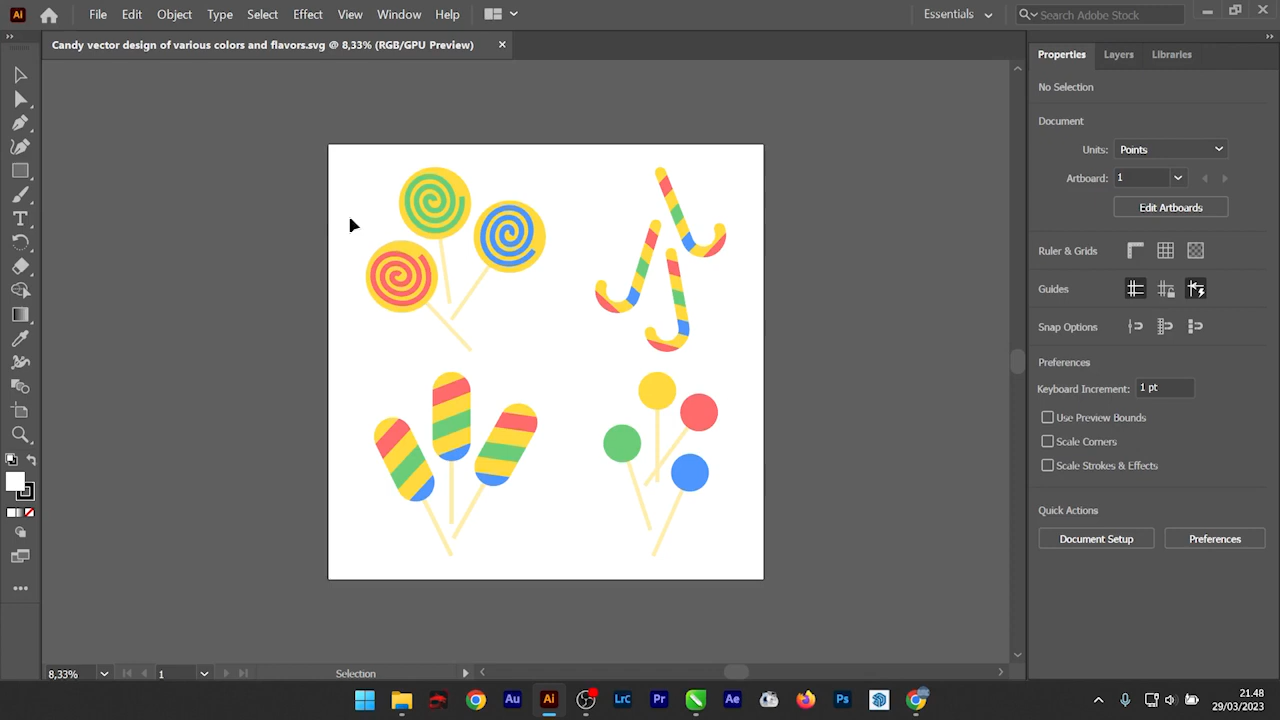 Ai File Edit Object Type Select Effect View Window Help Essentials Search Adobe Stock
Candy vector design of various colors and flavors.svg @ 8,33% (RGB/GPU Preview)
Properties Layers Libraries
No Selection
Document
Units: Points
Artboard: 1
Edit Artboards
Ruler & Grids
Guides
Snap Options
Preferences
Keyboard Increment: 1 pt
Use Preview Bounds
Scale Corners
Scale Strokes & Effects
Quick Actions
Document Setup Preferences
8,33% 1 Selection
Au Ai Lrc Pr Ae Ps
21.48
29/03/2023